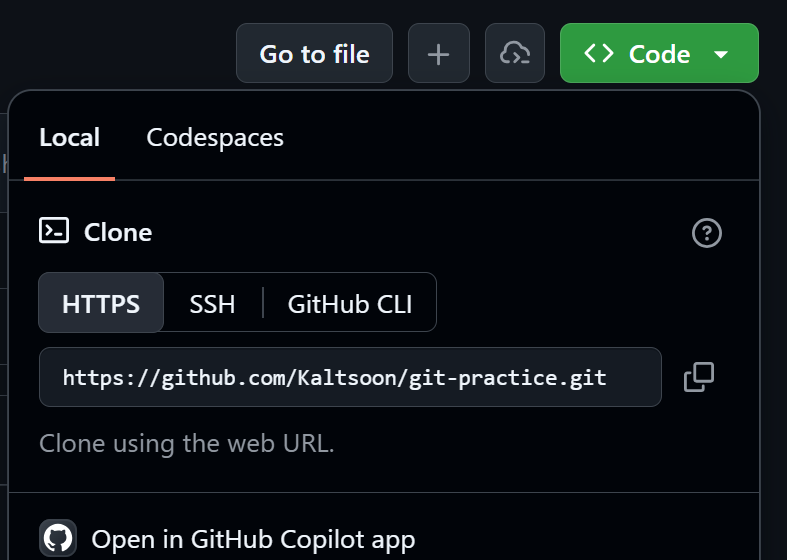 Go to file
Code
Local Codespaces
Clone
HTTPS SSH GitHub CLI
https://github.com/Kaltsoon/git-practice.git
Clone using the web URL.
Open in GitHub Copilot app